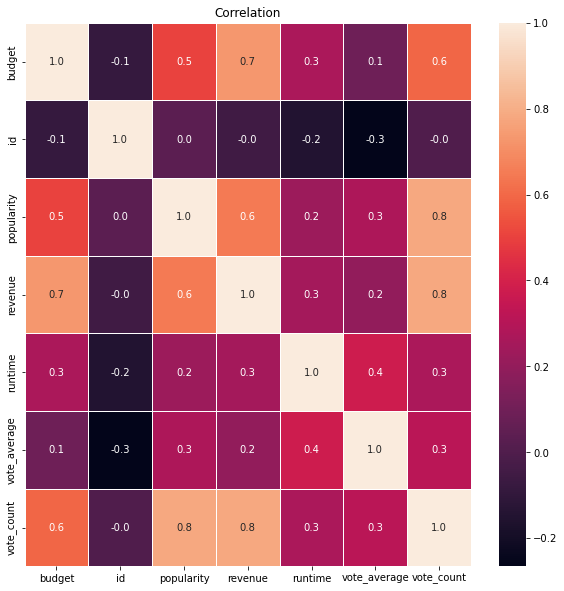 Correlation
budget 1.0 -0.1 0.5 0.7 0.3 0.1 0.6
id -0.1 1.0 0.0 -0.0 -0.2 -0.3 -0.0
popularity 0.5 0.0 1.0 0.6 0.2 0.3 0.8
revenue 0.7 -0.0 0.6 1.0 0.3 0.2 0.8
runtime 0.3 -0.2 0.2 0.3 1.0 0.4 0.3
vote_average 0.1 -0.3 0.3 0.2 0.4 1.0 0.3
vote_count 0.6 -0.0 0.8 0.8 0.3 0.3 1.0
budget id popularity revenue runtime vote_average vote_count
1.0
0.8
0.6
0.4
0.2
0.0
−0.2